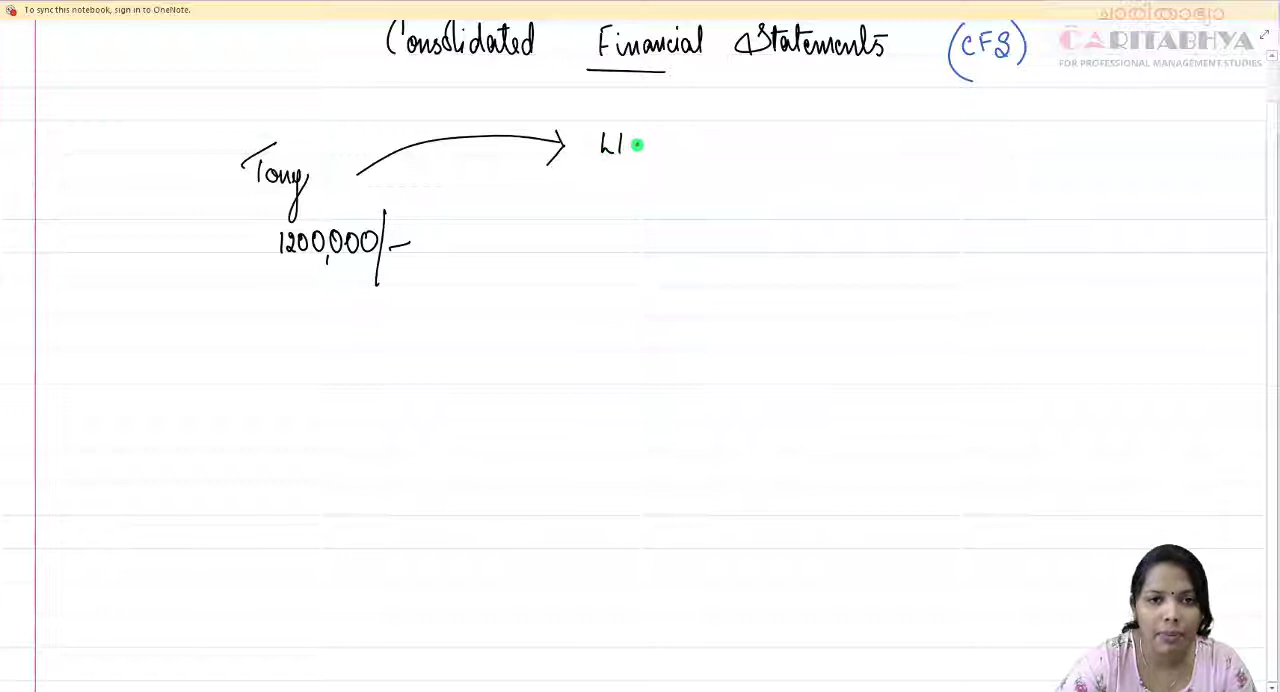 To sync this notebook, sign in to OneNote.
ചാരിതാഭ്യാ
CARITABHYA
FOR PROFESSIONAL MANAGEMENT STUDIES
Consolidated Financial Statements (CFS)
Tony
1200,000/-